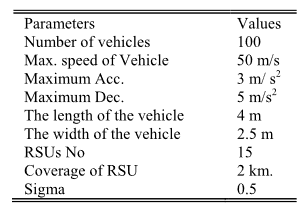 Parameters Values
Number of vehicles 100
Max. speed of Vehicle 50 m/s
Maximum Acc. 3 m/ s²
Maximum Dec. 5 m/s²
The length of the vehicle 4 m
The width of the vehicle 2.5 m
RSUs No 15
Coverage of RSU 2 km.
Sigma 0.5